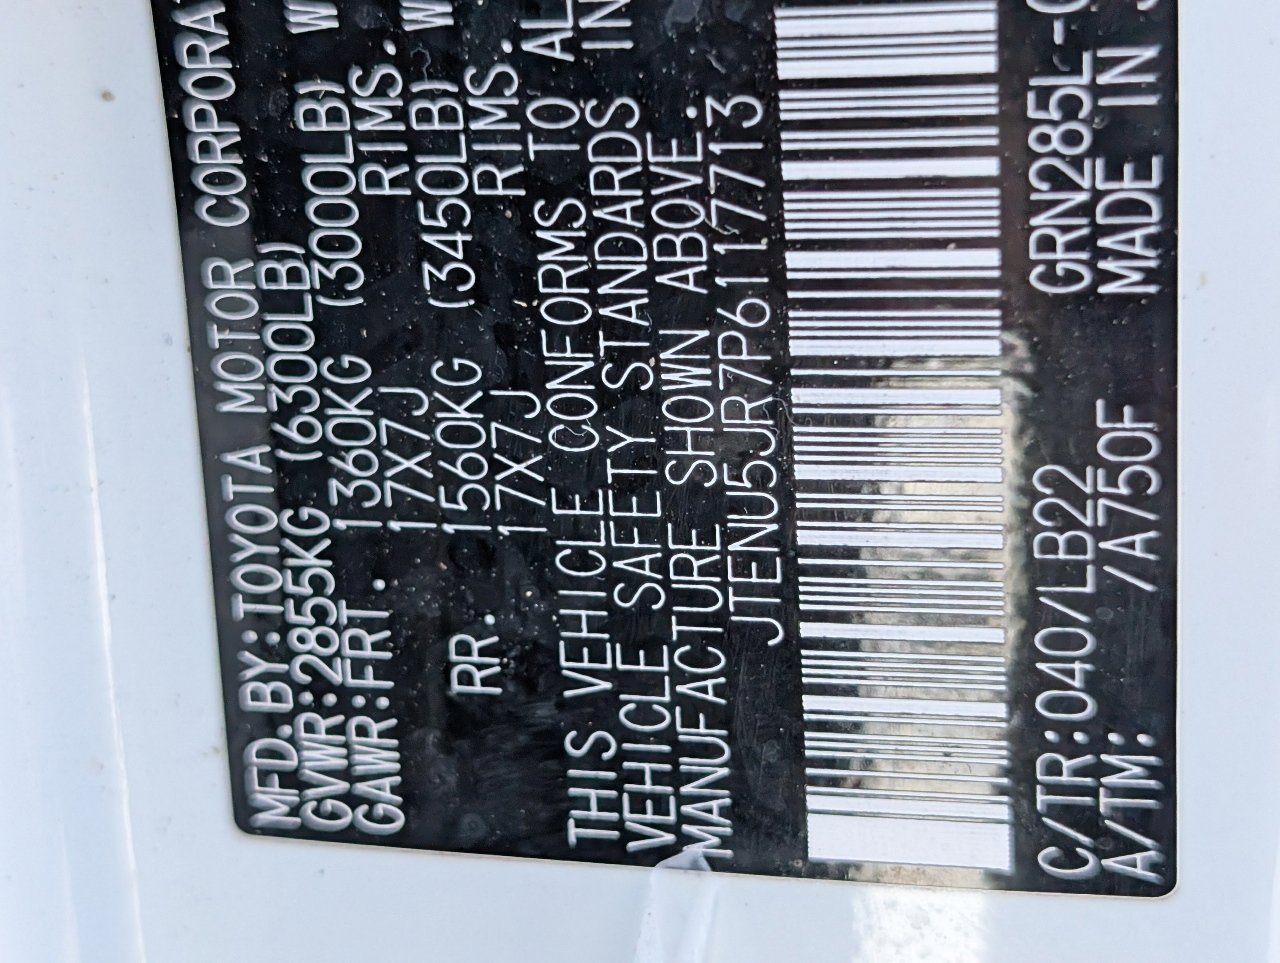 MFD. BY: TOYOTA MOTOR CORPORA
GVWR: 2855KG (6300LB)
GAWR: FRT. 1360KG (3000LB) W
17X7J RIMS.
RR. 1560KG (3450LB) W
17X7J RIMS.
THIS VEHICLE CONFORMS TO AL
VEHICLE SAFETY STANDARDS IN
MANUFACTURE SHOWN ABOVE.
JTENU5JR7P6117713
C/TR: 040/LB22 GRN285L-
A/TM: /A750F MADE IN